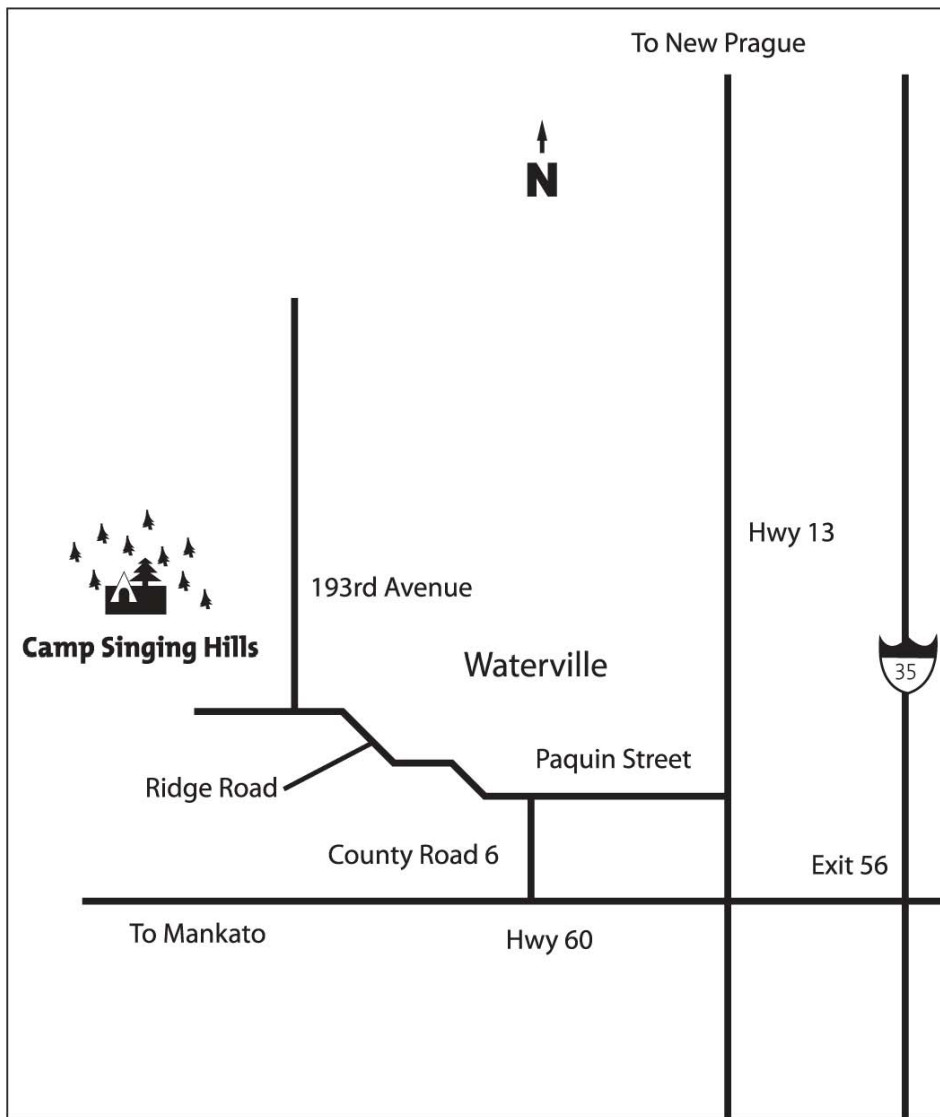 To New Prague
N
Hwy 13
193rd Avenue
Camp Singing Hills
Waterville
35
Paquin Street
Ridge Road
County Road 6
Exit 56
To Mankato
Hwy 60